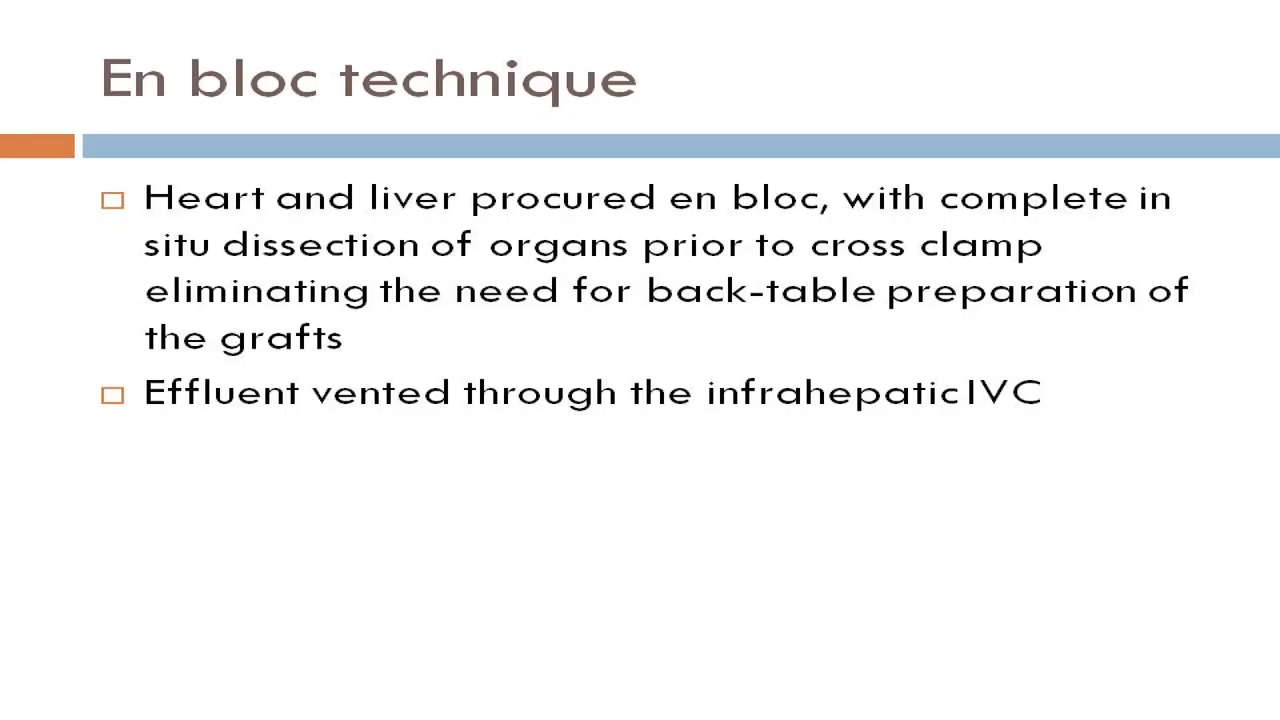 En bloc technique
Heart and liver procured en bloc, with complete in
situ dissection of organs prior to cross clamp
eliminating the need for back-table preparation of
the grafts
Effluent vented through the infrahepatic IVC